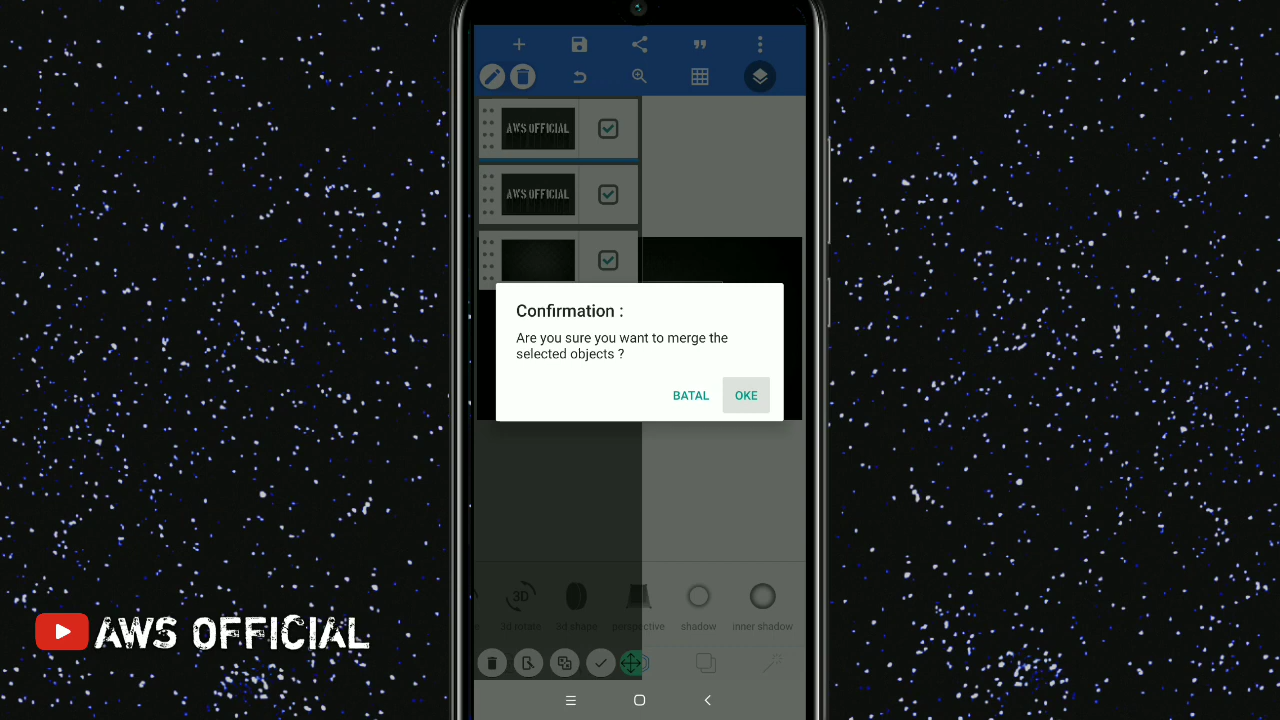 AWS OFFICIAL
AWS OFFICIAL
Confirmation :
Are you sure you want to merge the
selected objects ?
BATAL OKE
3D
3d rotate 3d shape perspective shadow inner shadow
AWS OFFICIAL